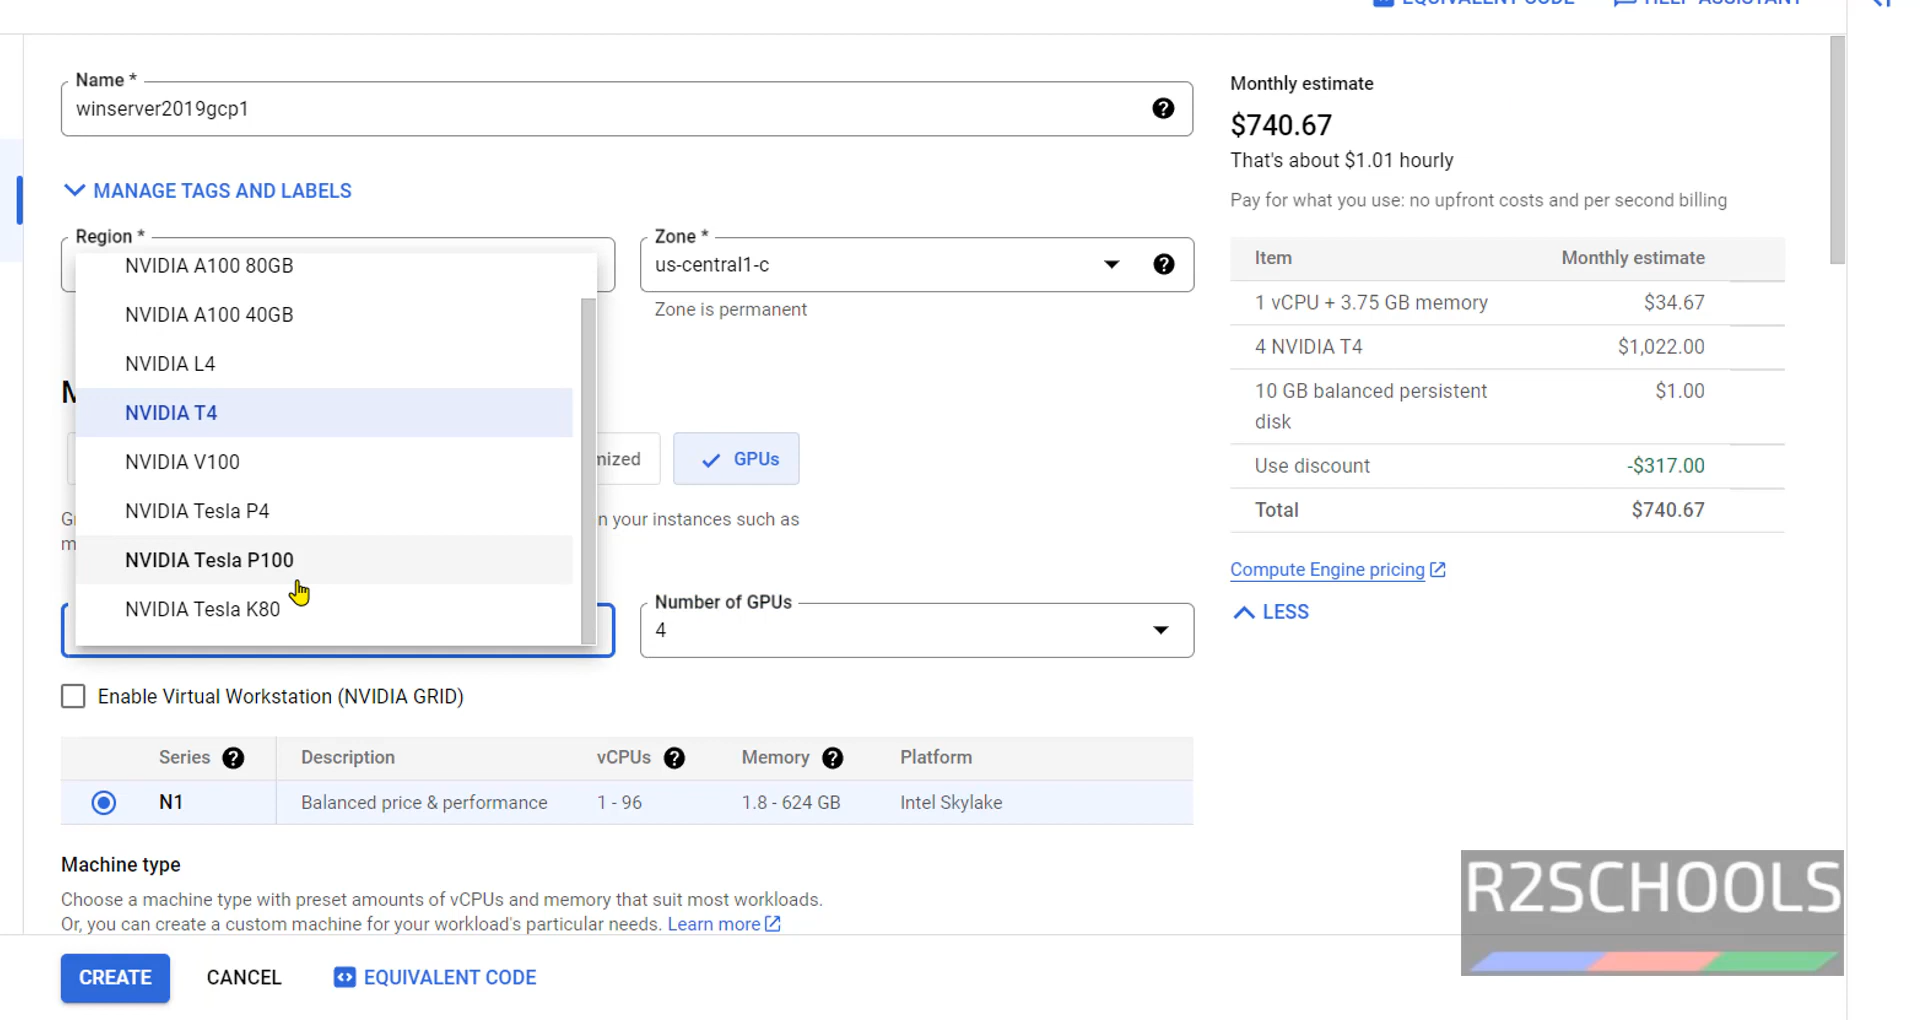 EQUIVALENT CODE
HELP ASSISTANT
Name *
winserver2019gcp1
MANAGE TAGS AND LABELS
Region *
Zone *
us-central1-c
Zone is permanent
NVIDIA A100 80GB
NVIDIA A100 40GB
NVIDIA L4
NVIDIA T4
NVIDIA V100
NVIDIA Tesla P4
NVIDIA Tesla P100
NVIDIA Tesla K80
M
mized
GPUs
n your instances such as
m
Number of GPUs
4
Enable Virtual Workstation (NVIDIA GRID)
Series Description vCPUs Memory Platform
N1 Balanced price & performance 1 - 96 1.8 - 624 GB Intel Skylake
Machine type
Choose a machine type with preset amounts of vCPUs and memory that suit most workloads.
Or, you can create a custom machine for your workload's particular needs. Learn more
CREATE CANCEL EQUIVALENT CODE
Monthly estimate
$740.67
That's about $1.01 hourly
Pay for what you use: no upfront costs and per second billing
Item Monthly estimate
1 vCPU + 3.75 GB memory $34.67
4 NVIDIA T4 $1,022.00
10 GB balanced persistent $1.00
disk
Use discount -$317.00
Total $740.67
Compute Engine pricing
LESS
R2SCHOOLS